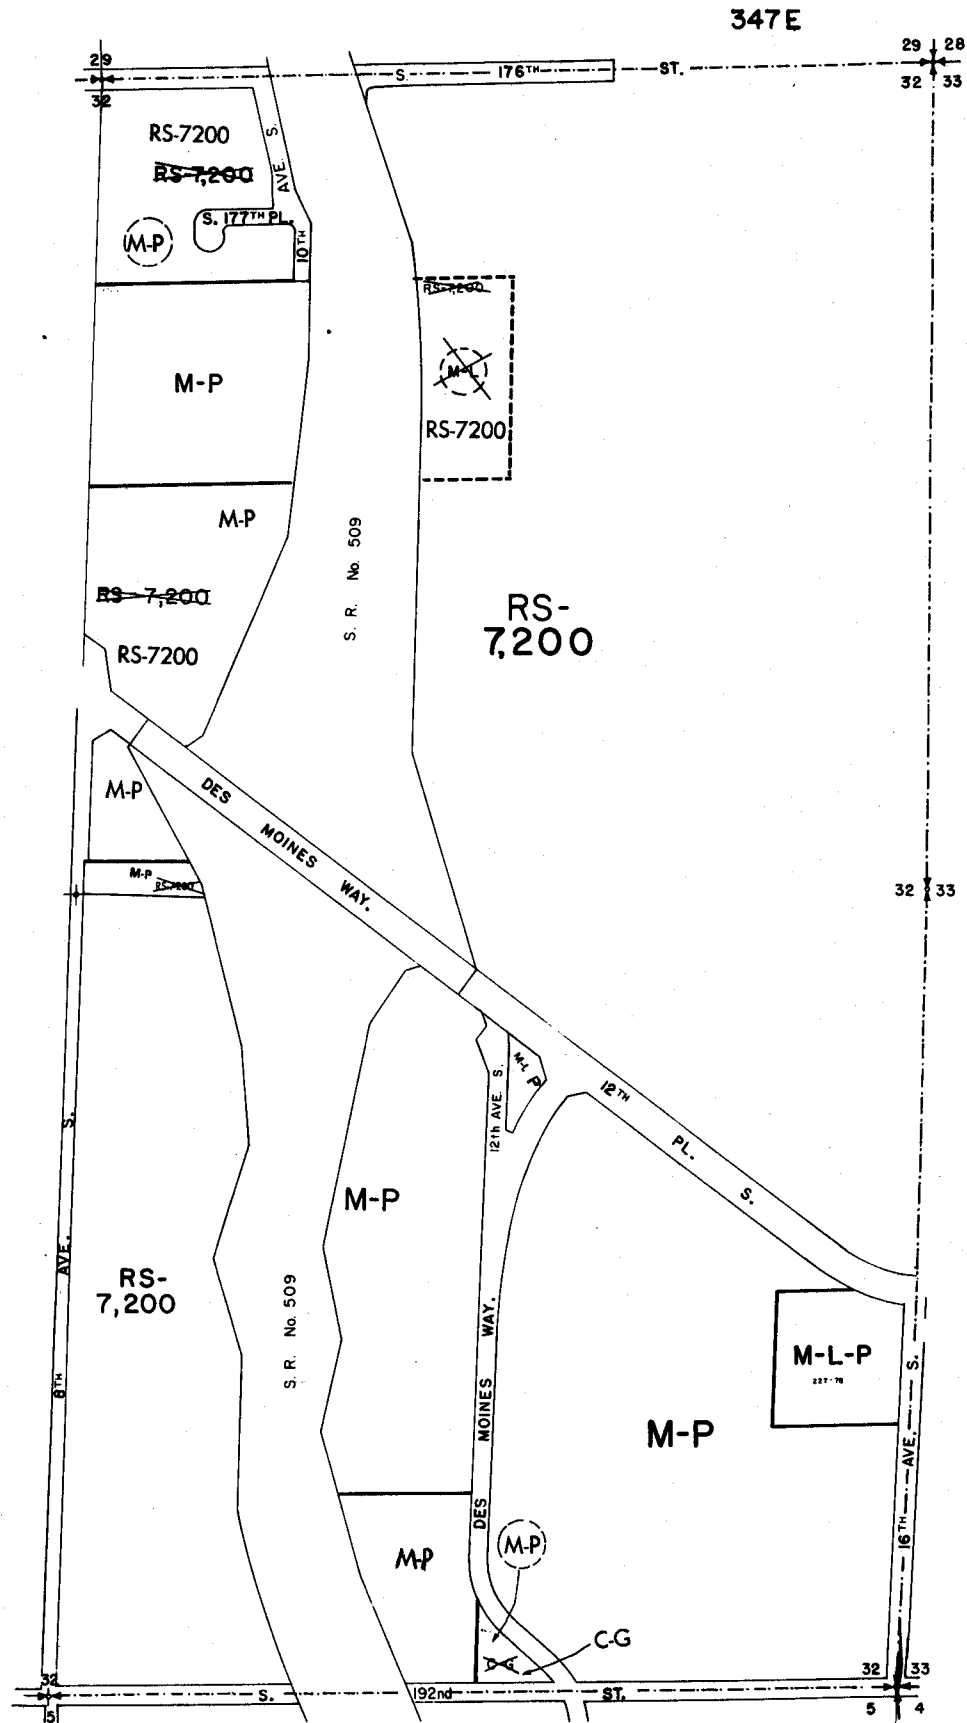 347E
29
29 28
S. 176TH ST.
32
32 33
RS-7200
RS-7,200
AVE. S.
S. 177TH PL.
10TH
M-P
RS-7,200
M-L
RS-7200
M-P
M-P
S. R. No. 509
RS-7,200
RS-7200
RS-
7,200
M-P
DES MOINES WAY.
M-P
RS-7200
32 33
M-L P
12th AVE. S.
12TH PL. S.
8TH AVE. S.
M-P
RS-
7,200
S. R. No. 509
DES MOINES WAY.
M-L-P
227-78
M-P
16TH AVE. S.
M-P
M-P
C-G
C-G
32
32 33
S. 192nd ST.
5
5 4